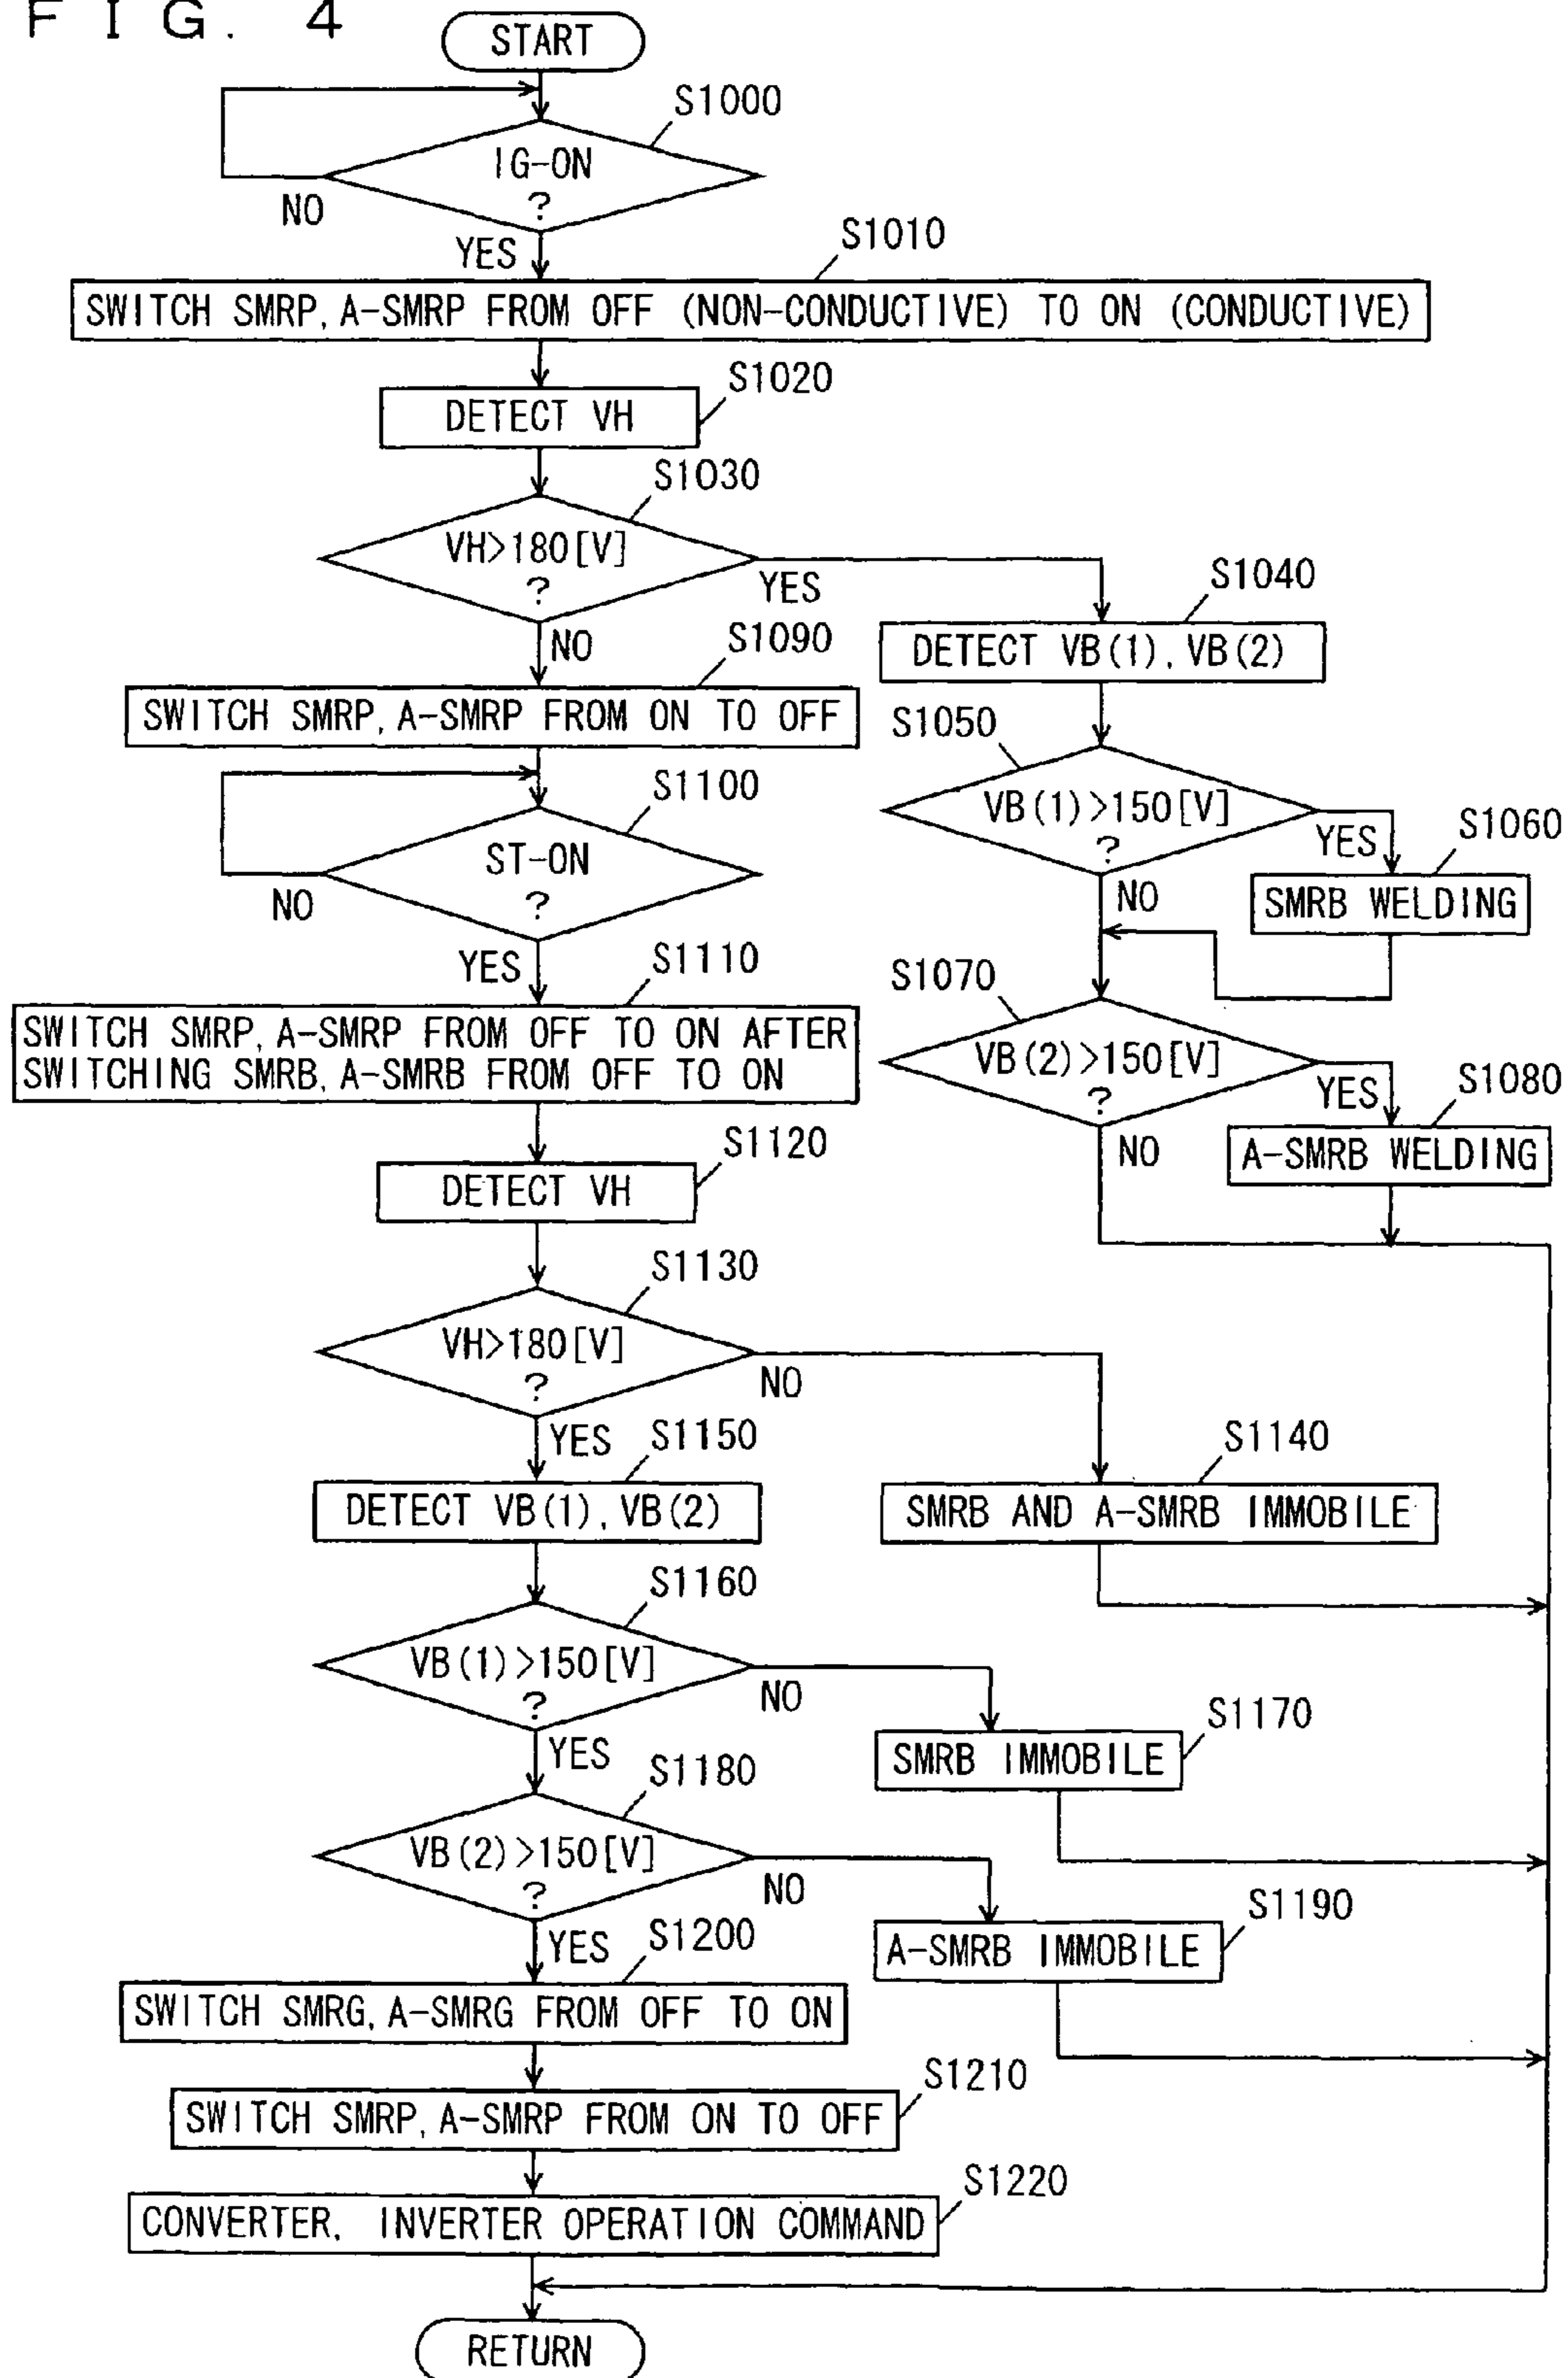 FIG. 4
START
S1000
IG-ON
?
NO
YES
S1010
SWITCH SMRP, A-SMRP FROM OFF (NON-CONDUCTIVE) TO ON (CONDUCTIVE)
S1020
DETECT VH
S1030
VH>180[V]
?
YES
NO
S1040
DETECT VB(1), VB(2)
S1090
SWITCH SMRP, A-SMRP FROM ON TO OFF
S1050
VB(1)>150[V]
?
YES
NO
S1060
SMRB WELDING
S1100
ST-ON
?
NO
YES
S1070
VB(2)>150[V]
?
YES
NO
S1080
A-SMRB WELDING
S1110
SWITCH SMRP, A-SMRP FROM OFF TO ON AFTER
SWITCHING SMRB, A-SMRB FROM OFF TO ON
S1120
DETECT VH
S1130
VH>180[V]
?
NO
YES
S1140
SMRB AND A-SMRB IMMOBILE
S1150
DETECT VB(1), VB(2)
S1160
VB(1)>150[V]
?
NO
YES
S1170
SMRB IMMOBILE
S1180
VB(2)>150[V]
?
NO
YES
S1190
A-SMRB IMMOBILE
S1200
SWITCH SMRG, A-SMRG FROM OFF TO ON
S1210
SWITCH SMRP, A-SMRP FROM ON TO OFF
S1220
CONVERTER, INVERTER OPERATION COMMAND
RETURN